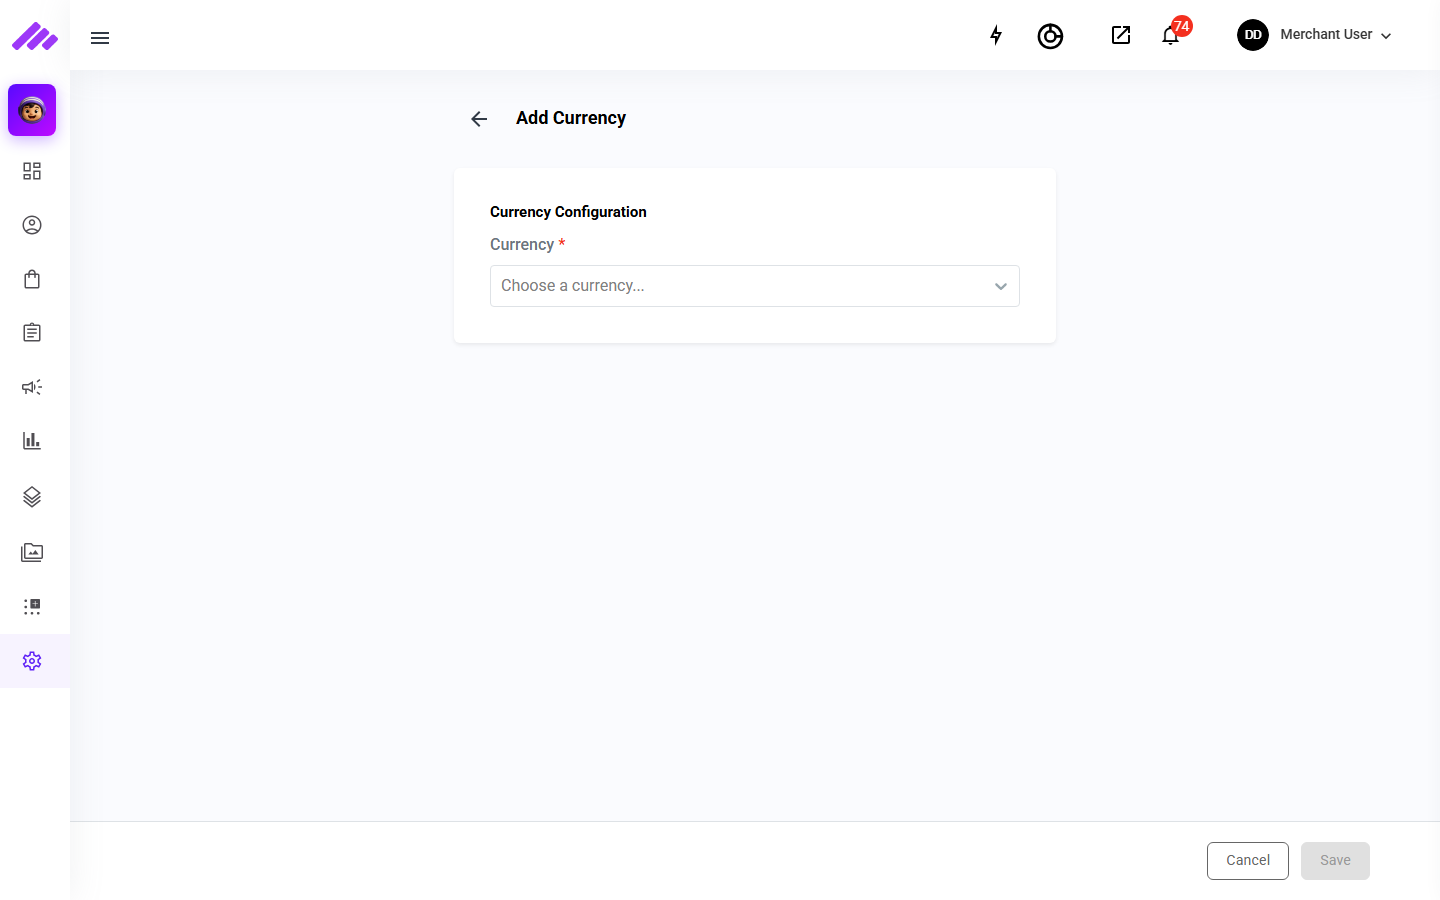 74
DD
Merchant User
Add Currency
Currency Configuration
Currency *
Choose a currency...
Cancel
Save